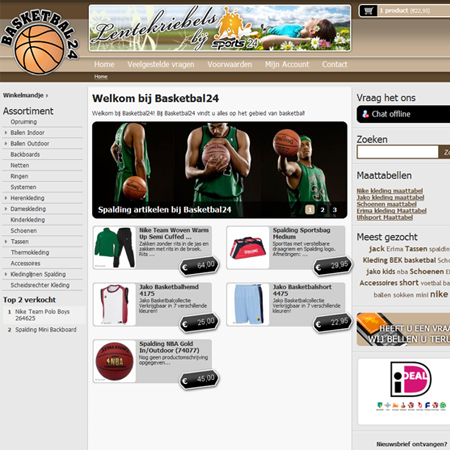 BASKETBAL 24
Lentekriebels
bij sports 24
1 product (€22,95)
Home Veelgestelde vragen Voorwaarden Mijn Account Contact
Home
Winkelmandje »
Assortiment
Opruiming
Ballen Indoor
Ballen Outdoor
Backboards
Netten
Ringen
Systemen
Herenkleding
Dameskleding
Kinderkleding
Schoenen
Tassen
Thermokleding
Accessoires
Kledinglijnen Spalding
Scheidsrechter Kleding
Top 2 verkocht
1 Nike Team Polo Boys
264625
2 Spalding Mini Backboard
Welkom bij Basketbal24
Welkom bij Basketbal24! Bij Basketbal24 vindt u alles op het gebied van basketbal!
Spalding artikelen bij Basketbal24
1 2 3
Nike Team Woven Warm
Up Semi Cuffed ...
Zakken zonder rits in de jas en
zakken met rits in de broek.
€ 64,00
Spalding Sportsbag
Medium
Sporttas met verstelbare
draagriem en Spalding logo.
Afmetingen: ...
€ 29,95
Jako Basketbalhemd
4175
Jako Basketbalcollectie
Verkrijgbaar in 7 verschillende
kleuren!
€ 25,00
Jako Basketbalshort
4475
Jako Basketbalcollectie
Verkrijgbaar in 7 verschillende
kleuren!
€ 22,95
Spalding NBA Gold
In/Outdoor (74077)
Nog geen productomschrijving
opgegeven...
€ 45,00
Vraag het ons
Chat offline
Zoeken
ZOE
Maattabellen
Nike kleding maattabel
Jako kleding maattabel
Schoenen maattabel
Erima kleding Maattabel
Uhlsport Maattabel
Meest gezocht
jack Erima Tassen spalding
Kleding BEK basketbal
jako kids nba Schoenen
Accessoires short voetbal
ballen sokken mini nike
HEEFT U EEN VRAA
WIJ BELLEN U TERU
iDEAL
Nieuwsbrief ontvangen?